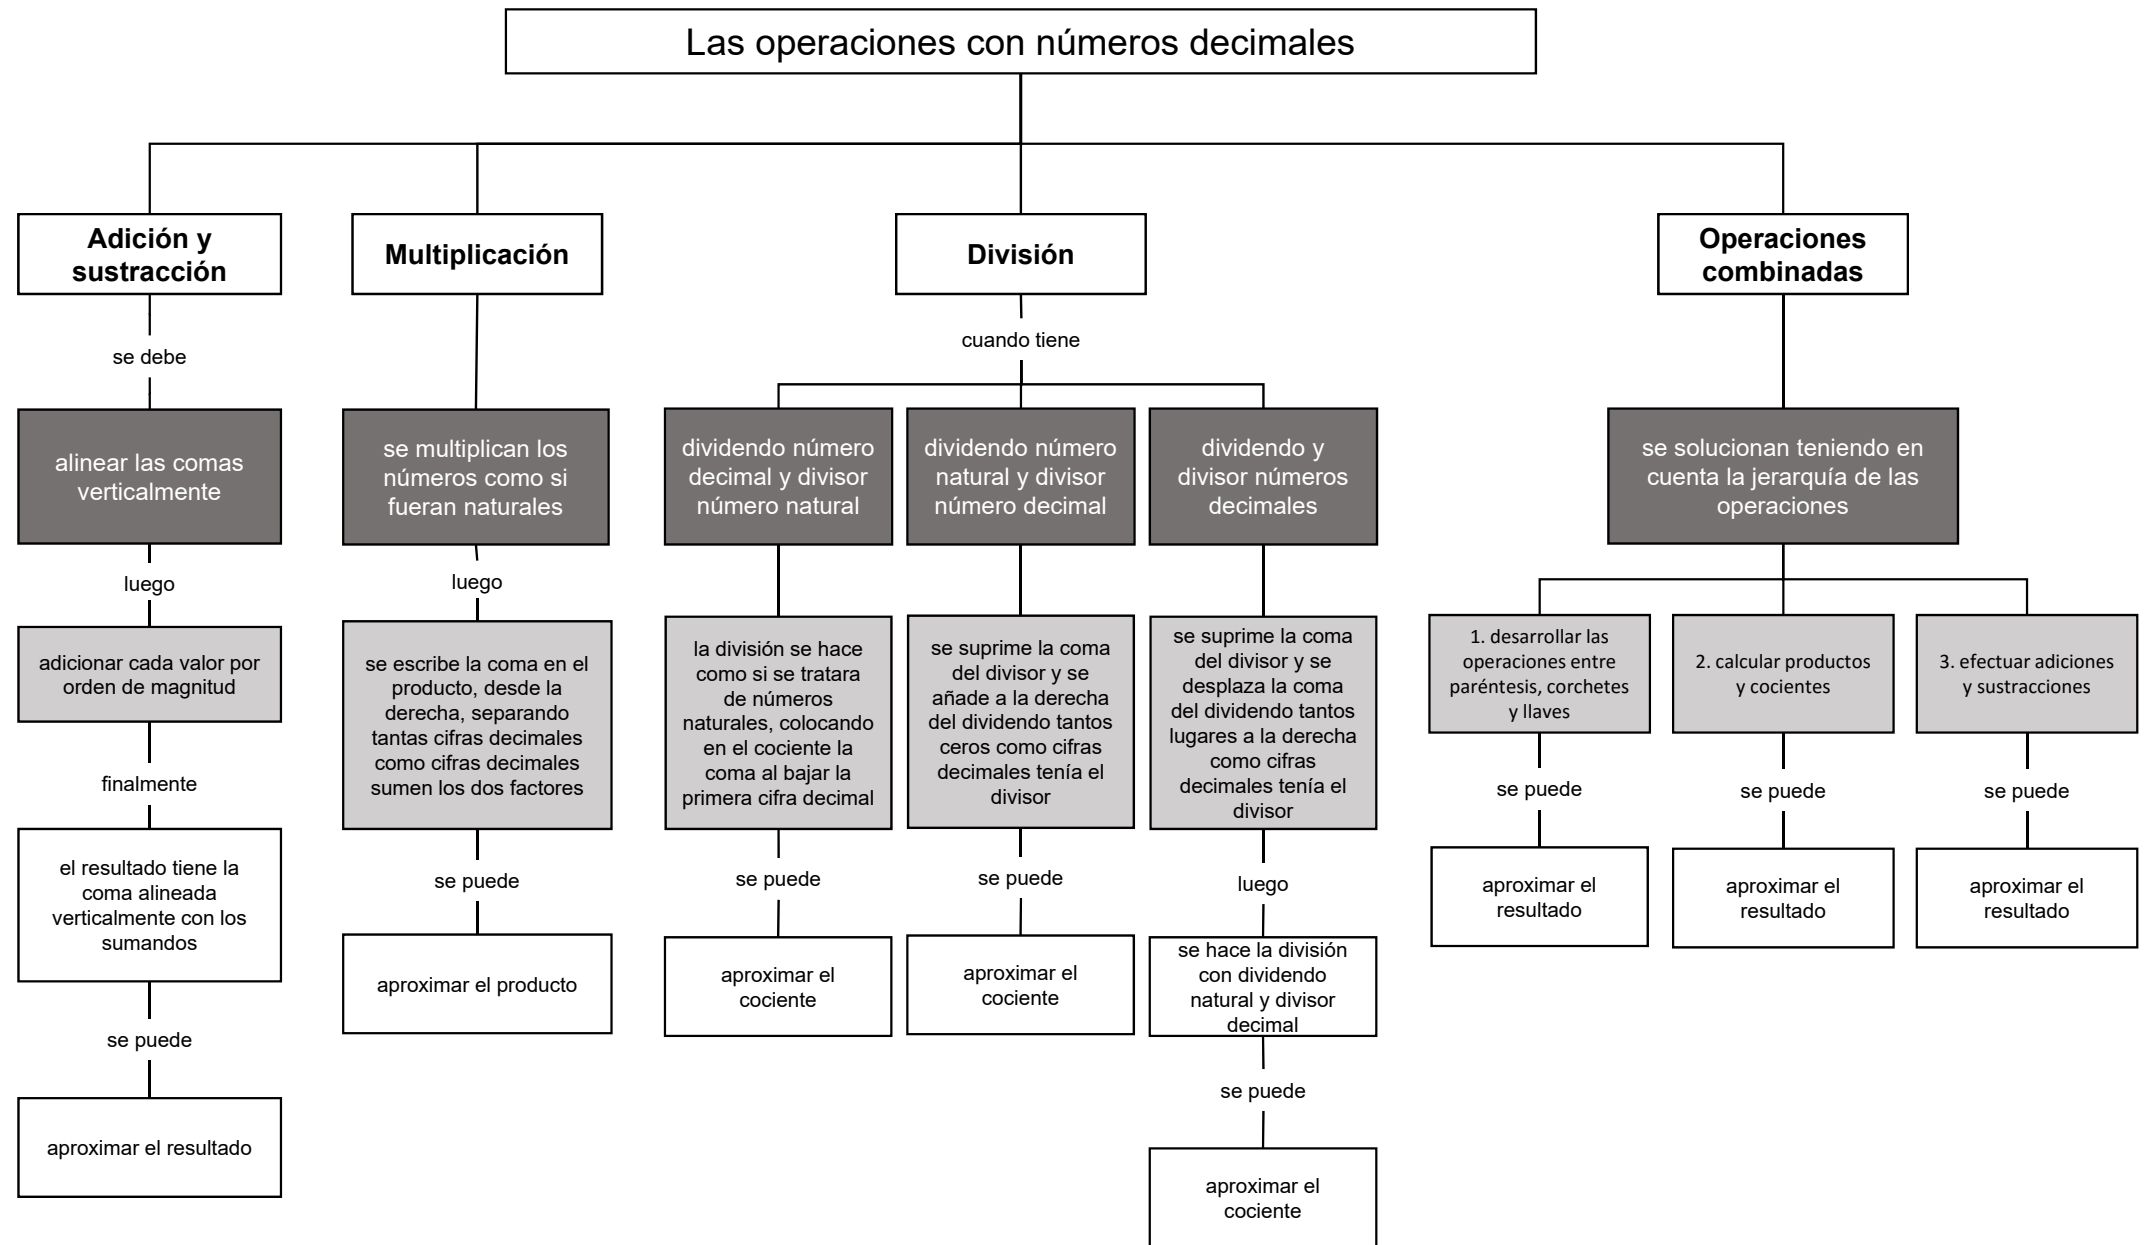 Las operaciones con números decimales
Adición y
sustracción
se debe
alinear las comas
verticalmente
luego
adicionar cada valor por
orden de magnitud
finalmente
el resultado tiene la
coma alineada
verticalmente con los
sumandos
se puede
aproximar el resultado
Multiplicación
se multiplican los
números como si
fueran naturales
luego
se escribe la coma en el
producto, desde la
derecha, separando
tantas cifras decimales
como cifras decimales
sumen los dos factores
se puede
aproximar el producto
División
cuando tiene
dividendo número
decimal y divisor
número natural
la división se hace
como si se tratara
de números
naturales, colocando
en el cociente la
coma al bajar la
primera cifra decimal
se puede
aproximar el
cociente
dividendo número
natural y divisor
número decimal
se suprime la coma
del divisor y se
añade a la derecha
del dividendo tantos
ceros como cifras
decimales tenía el
divisor
se puede
aproximar el
cociente
dividendo y
divisor números
decimales
se suprime la coma
del divisor y se
desplaza la coma
del dividendo tantos
lugares a la derecha
como cifras
decimales tenía el
divisor
luego
se hace la división
con dividendo
natural y divisor
decimal
se puede
aproximar el
cociente
Operaciones
combinadas
se solucionan teniendo en
cuenta la jerarquía de las
operaciones
1. desarrollar las
operaciones entre
paréntesis, corchetes
y llaves
se puede
aproximar el
resultado
2. calcular productos
y cocientes
se puede
aproximar el
resultado
3. efectuar adiciones
y sustracciones
se puede
aproximar el
resultado